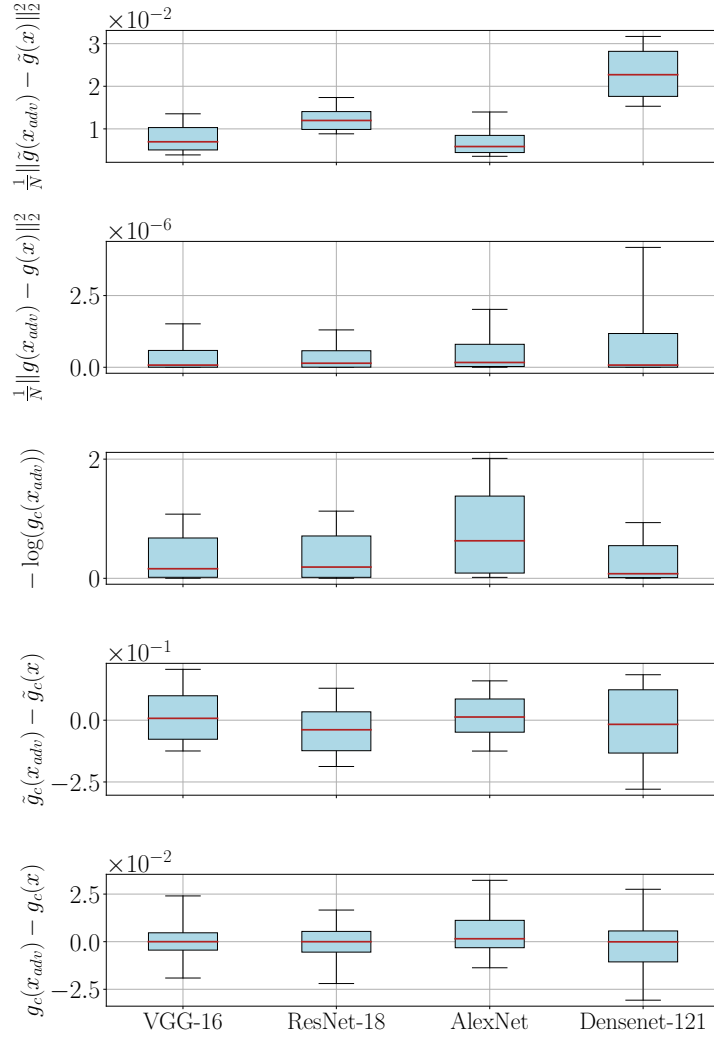 ×10⁻²
1/N||g̃(x_adv) − g̃(x)||₂²
3
2
1
×10⁻⁶
1/N||g(x_adv) − g(x)||₂²
2.5
0.0
− log(g_c(x_adv))
2
0
×10⁻¹
g̃_c(x_adv) − g̃_c(x)
0.0
−2.5
×10⁻²
g_c(x_adv) − g_c(x)
2.5
0.0
−2.5
VGG-16 ResNet-18 AlexNet Densenet-121